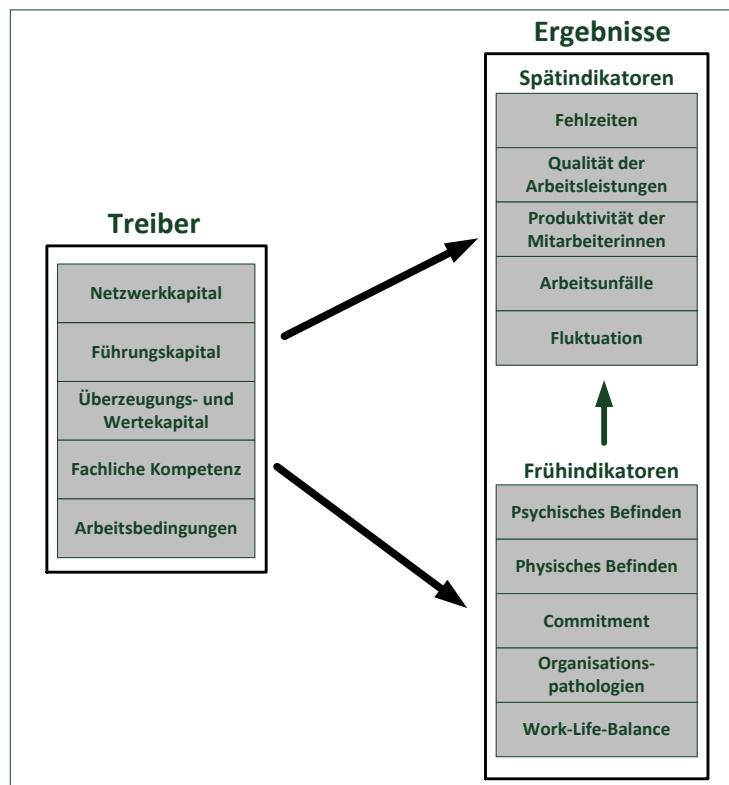 Treiber
Netzwerkkapital
Führungskapital
Überzeugungs- und
Wertekapital
Fachliche Kompetenz
Arbeitsbedingungen
Ergebnisse
Spätindikatoren
Fehlzeiten
Qualität der
Arbeitsleistungen
Produktivität der
Mitarbeiterinnen
Arbeitsunfälle
Fluktuation
Frühindikatoren
Psychisches Befinden
Physisches Befinden
Commitment
Organisations-
pathologien
Work-Life-Balance